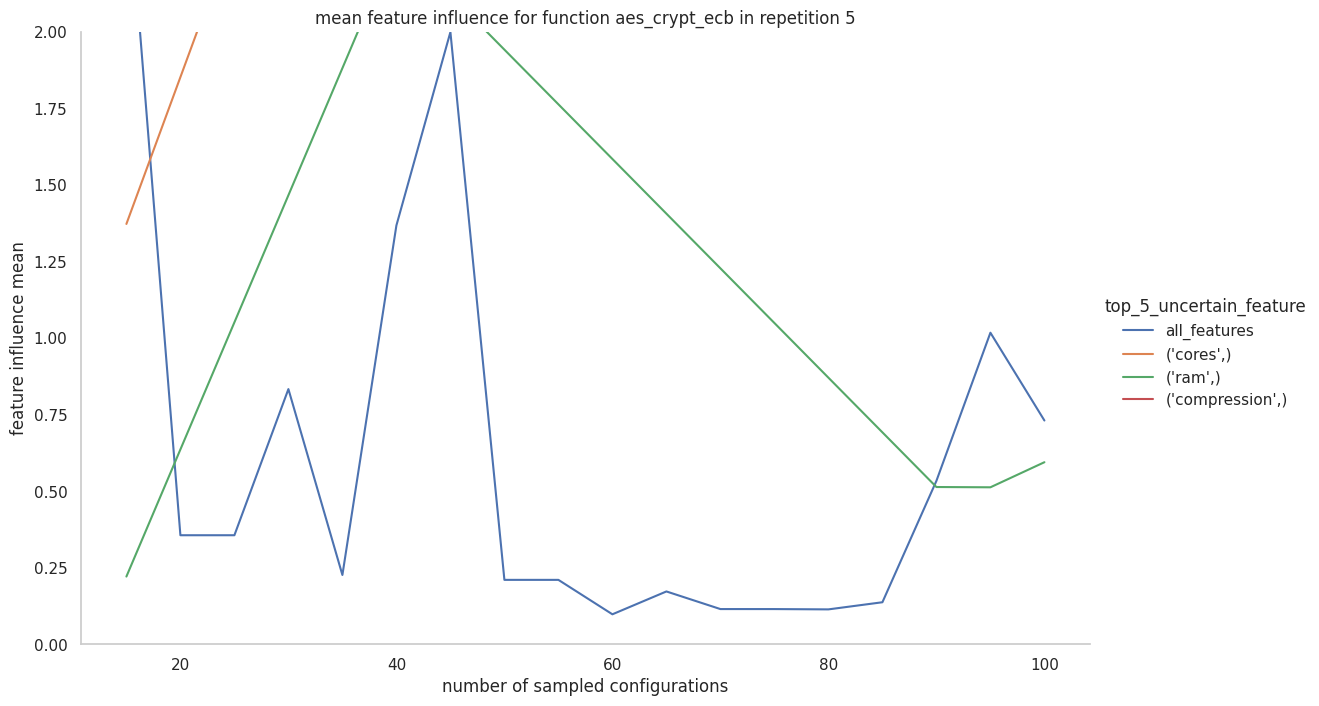 mean feature influence for function aes_crypt_ecb in repetition 5
2.00
1.75
1.50
1.25
1.00
0.75
0.50
0.25
0.00
feature influence mean
20 40 60 80 100
number of sampled configurations
top_5_uncertain_feature
all_features
('cores',)
('ram',)
('compression',)